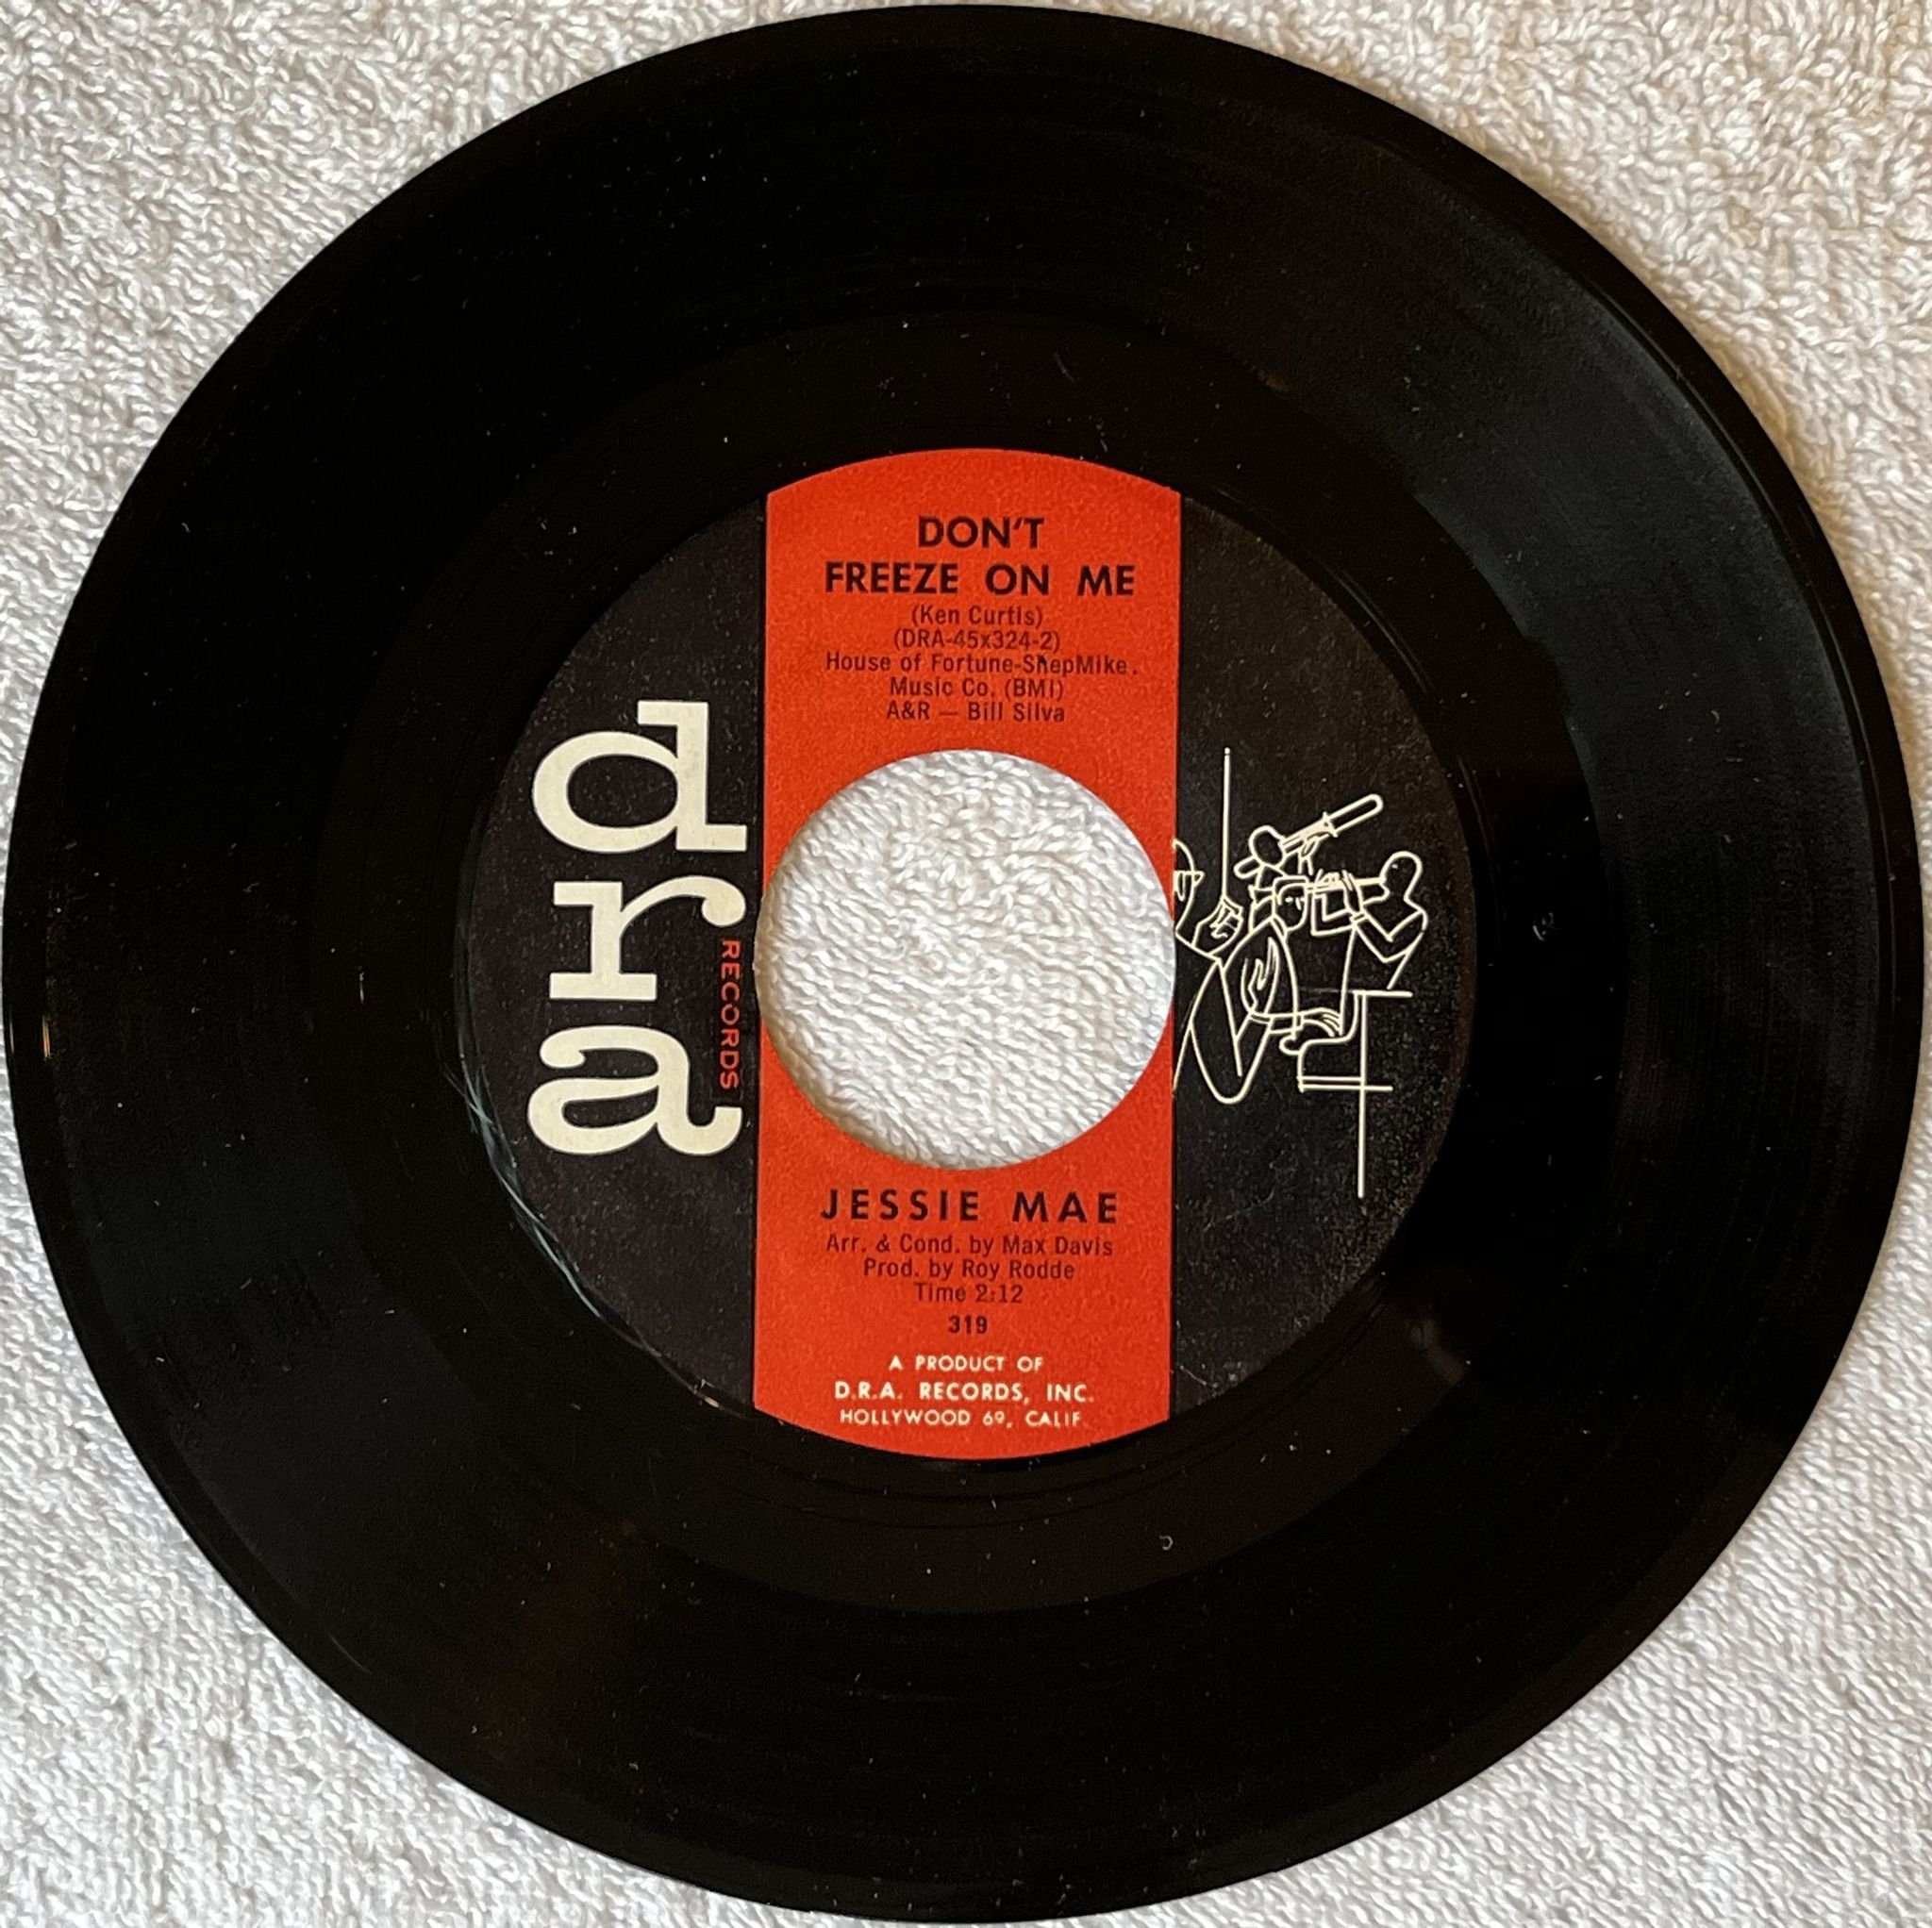 DON'T
FREEZE ON ME
(Ken Curtis)
(DRA-45x324-2)
House of Fortune-ShepMike.
Music Co. (BMI)
A&R — Bill Silva
dra
RECORDS
JESSIE MAE
Arr. & Cond. by Max Davis
Prod. by Roy Rodde
Time 2:12
319
A PRODUCT OF
D.R.A. RECORDS, INC.
HOLLYWOOD 69, CALIF.